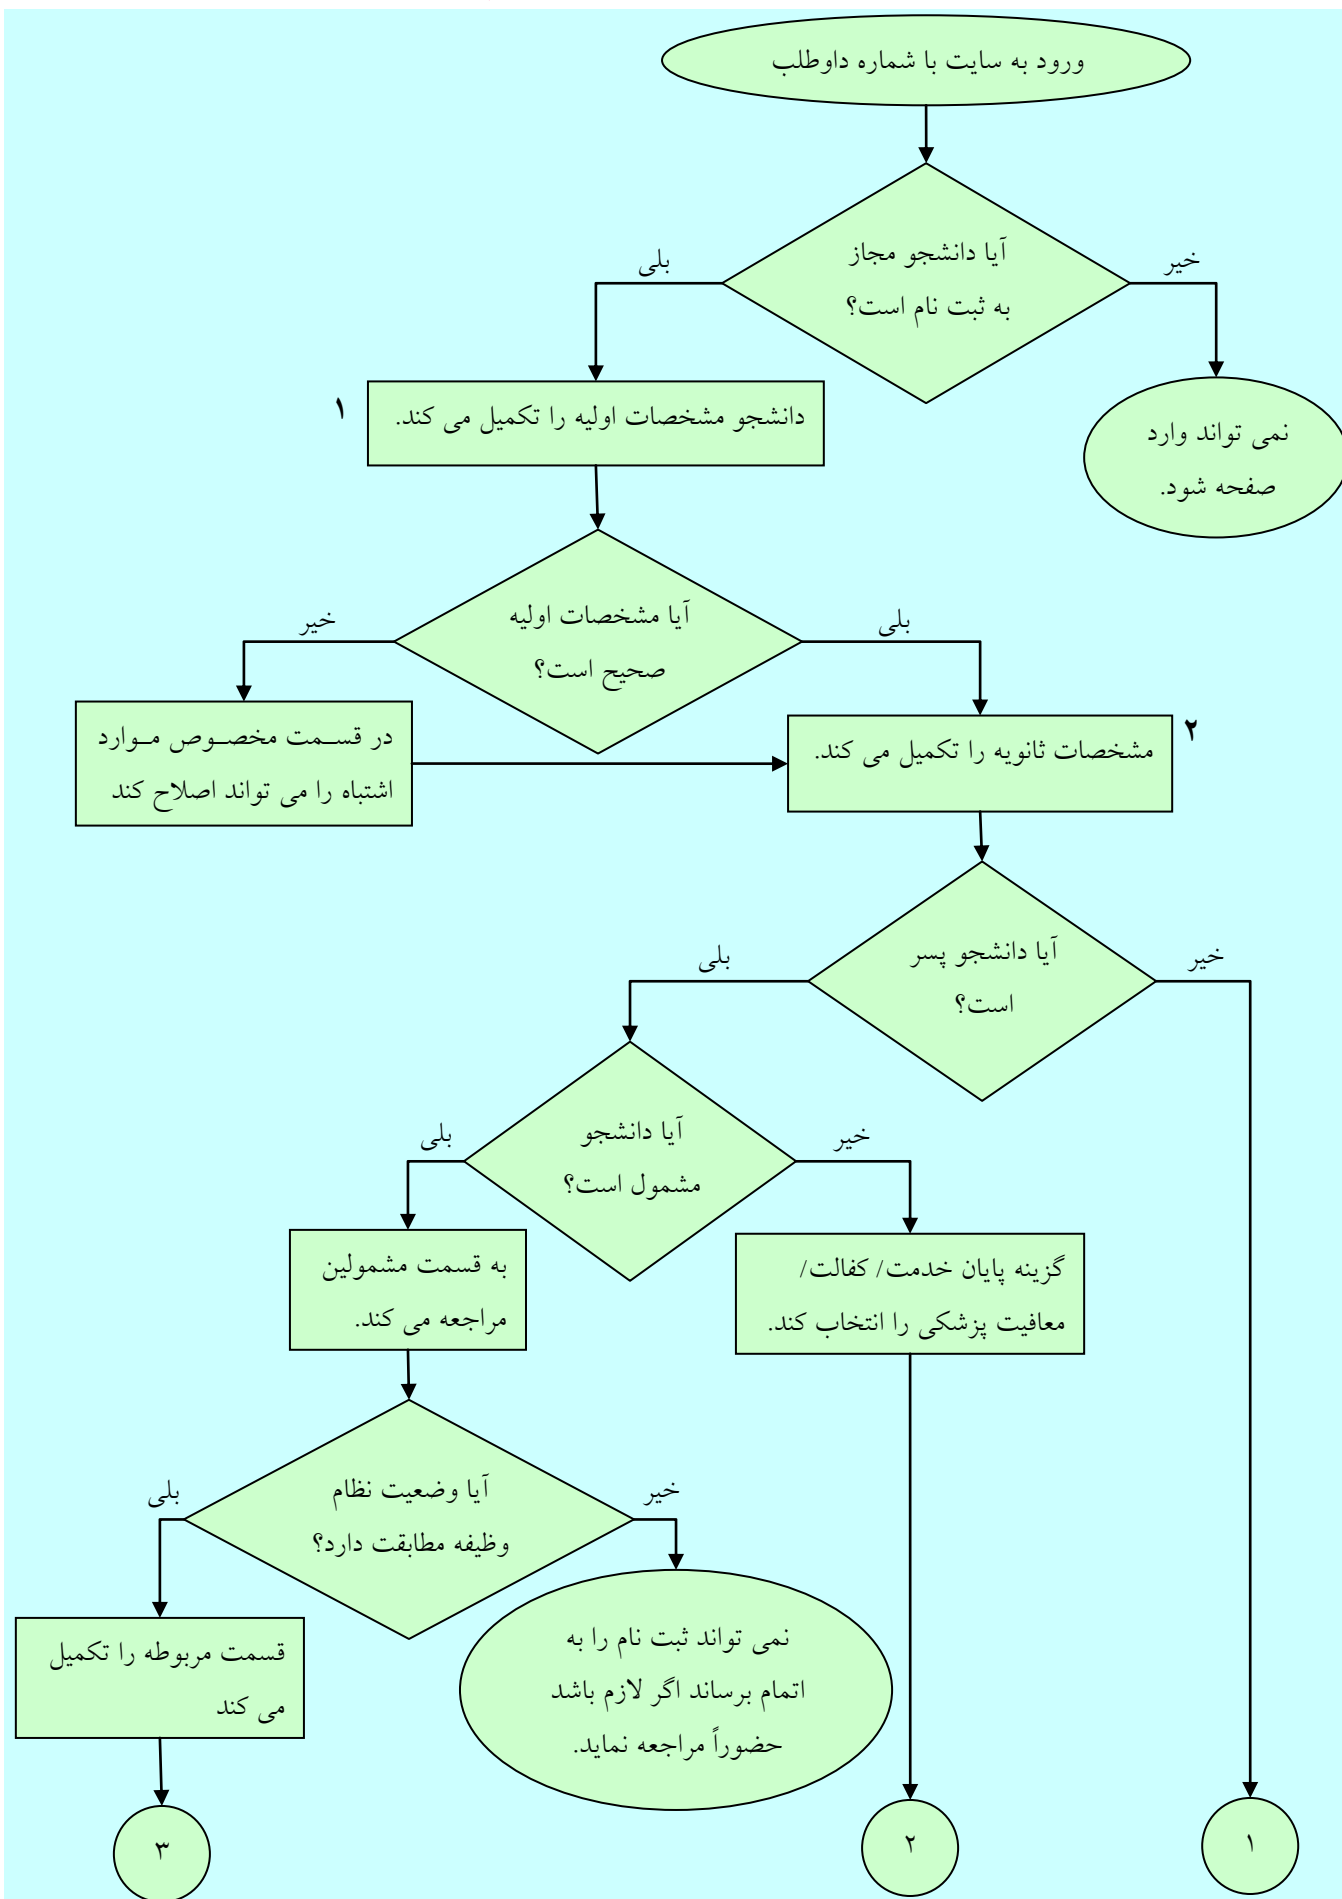 ورود به سایت با شماره داوطلب
آیا دانشجو مجاز
به ثبت نام است؟
بلی
خیر
دانشجو مشخصات اولیه را تکمیل می کند.
۱
نمی تواند وارد
صفحه شود.
آیا مشخصات اولیه
صحیح است؟
خیر
بلی
در قسمت مخصوص موارد
اشتباه را می تواند اصلاح کند
مشخصات ثانویه را تکمیل می کند.
۲
آیا دانشجو پسر
است؟
بلی
خیر
آیا دانشجو
مشمول است؟
بلی
خیر
به قسمت مشمولین
مراجعه می کند.
گزینه پایان خدمت/ کفالت/
معافیت پزشکی را انتخاب کند.
آیا وضعیت نظام
وظیفه مطابقت دارد؟
بلی
خیر
قسمت مربوطه را تکمیل
می کند
نمی تواند ثبت نام را به
اتمام برساند اگر لازم باشد
حضوراً مراجعه نماید.
۳
۲
۱